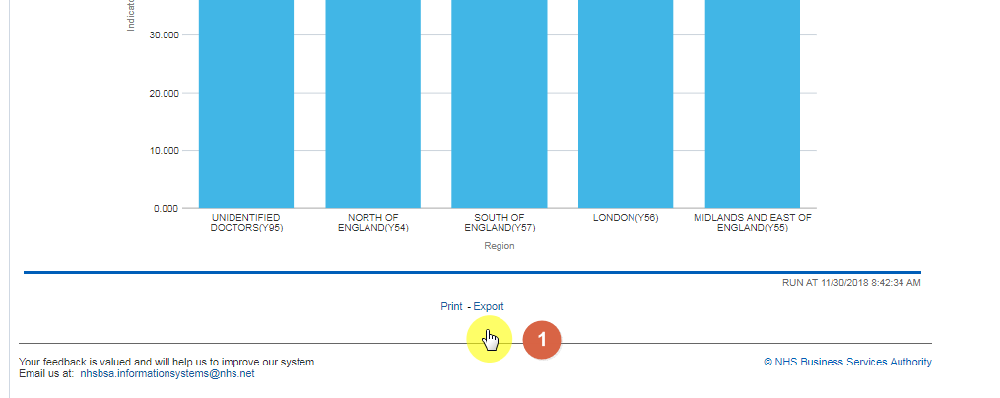 Indicato
30.000
20.000
10.000
0.000
UNIDENTIFIED
DOCTORS(Y95)
NORTH OF
ENGLAND(Y54)
SOUTH OF
ENGLAND(Y57)
LONDON(Y56)
MIDLANDS AND EAST OF
ENGLAND(Y55)
Region
RUN AT 11/30/2018 8:42:34 AM
Print - Export
1
Your feedback is valued and will help us to improve our system
Email us at: nhsbsa.informationsystems@nhs.net
© NHS Business Services Authority